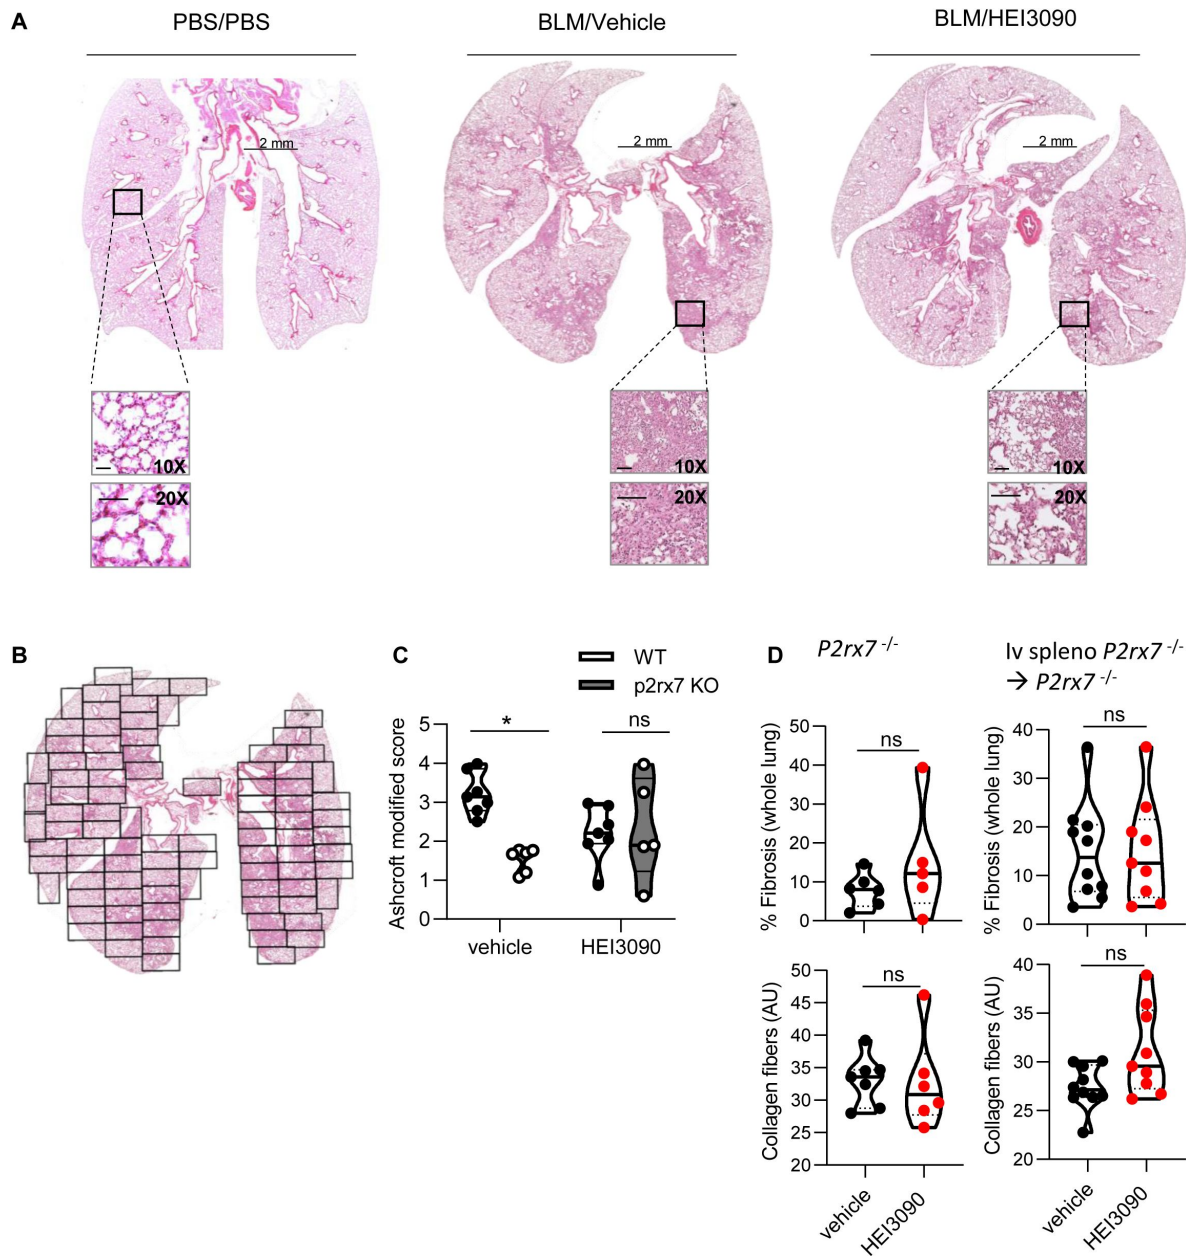 A
PBS/PBS
BLM/Vehicle
BLM/HEI3090
2 mm
2 mm
2 mm
10X
10X
10X
20X
20X
20X
B
C
WT
p2rx7 KO
Ashcroft modified score
5
4
3
2
1
0
*
ns
vehicle
HEI3090
D
P2rx7 -/-
Iv spleno P2rx7 -/-
→ P2rx7 -/-
% Fibrosis (whole lung)
50
40
30
20
10
0
ns
% Fibrosis (whole lung)
40
30
20
10
0
ns
Collagen fibers (AU)
50
45
40
35
30
25
20
ns
vehicle
HEI3090
Collagen fibers (AU)
40
35
30
25
20
ns
vehicle
HEI3090